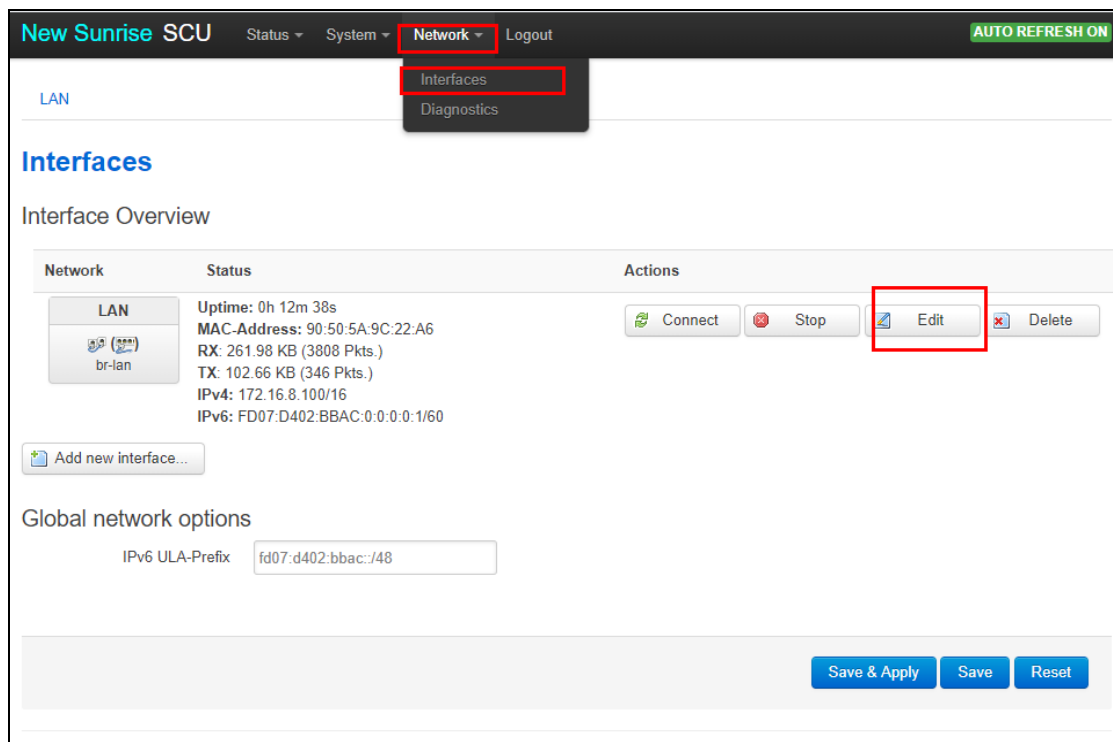 New Sunrise SCU Status System Network Logout AUTO REFRESH ON
Interfaces
Diagnostics
LAN
Interfaces
Interface Overview
Network Status Actions
LAN
br-lan
Uptime: 0h 12m 38s
MAC-Address: 90:50:5A:9C:22:A6
RX: 261.98 KB (3808 Pkts.)
TX: 102.66 KB (346 Pkts.)
IPv4: 172.16.8.100/16
IPv6: FD07:D402:BBAC:0:0:0:0:1/60
Connect Stop Edit Delete
Add new interface...
Global network options
IPv6 ULA-Prefix fd07:d402:bbac::/48
Save & Apply Save Reset